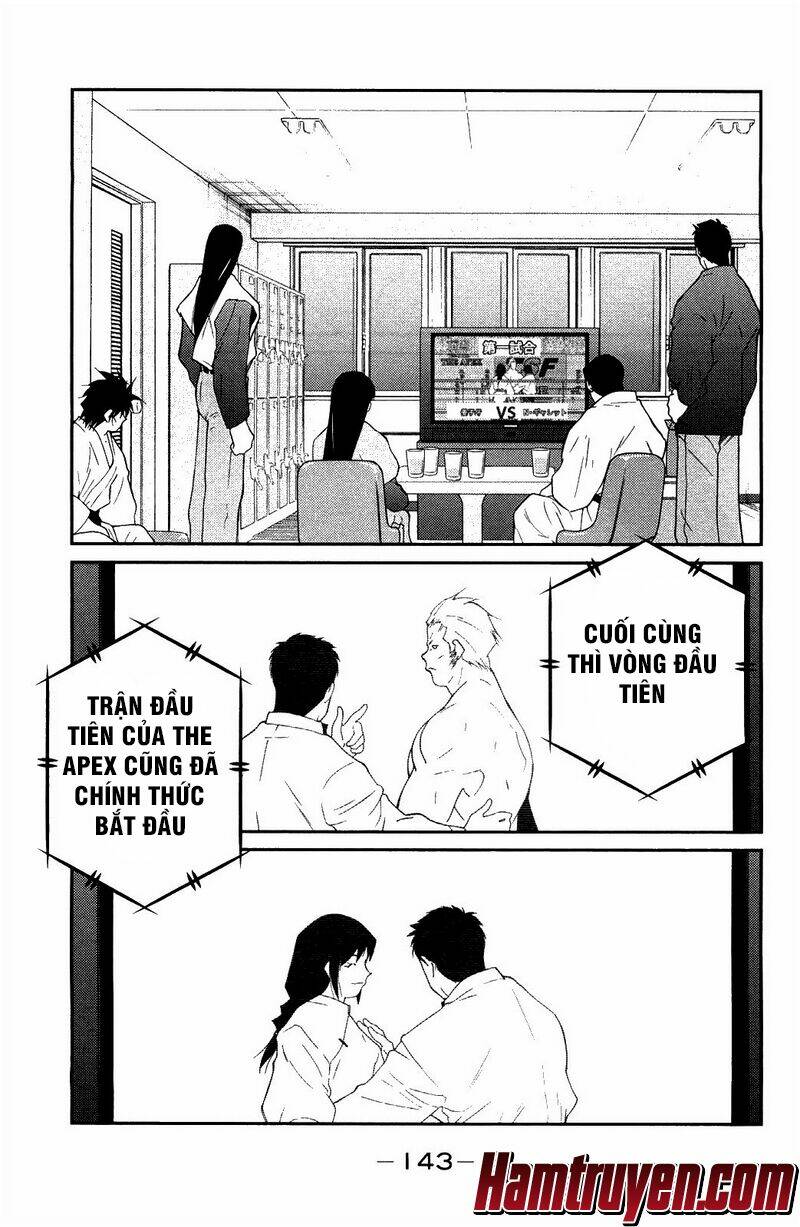 第一試合
THE APEX
VS
CUỐI CÙNG
THÌ VÒNG ĐẦU
TIÊN
TRẬN ĐẦU
TIÊN CỦA THE
APEX CŨNG ĐÃ
CHÍNH THỨC
BẮT ĐẦU
-143-
Hamtruyen.com